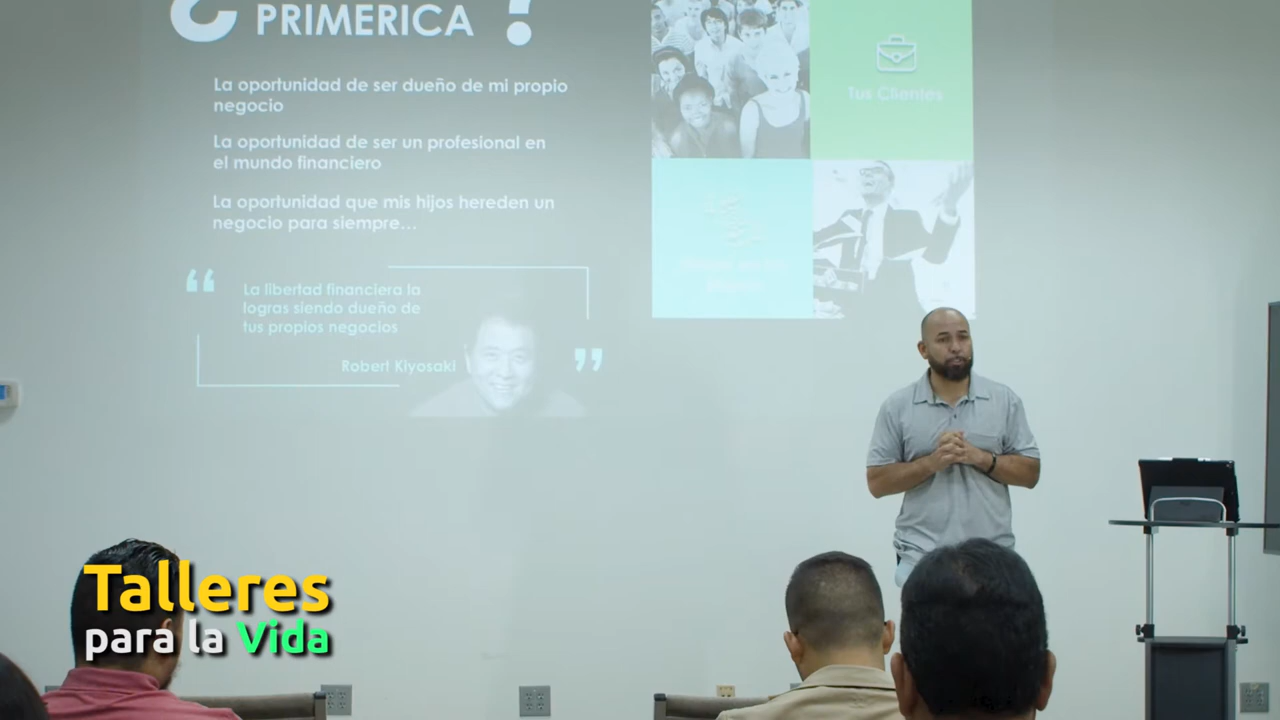 ¿ PRIMERICA ?
La oportunidad de ser dueño de mi propio
negocio
La oportunidad de ser un profesional en
el mundo financiero
La oportunidad que mis hijos hereden un
negocio para siempre...
“
La libertad financiera la
logras siendo dueño de
tus propios negocios
Robert Kiyosaki
”
Tus Clientes
Talleres
para la Vida